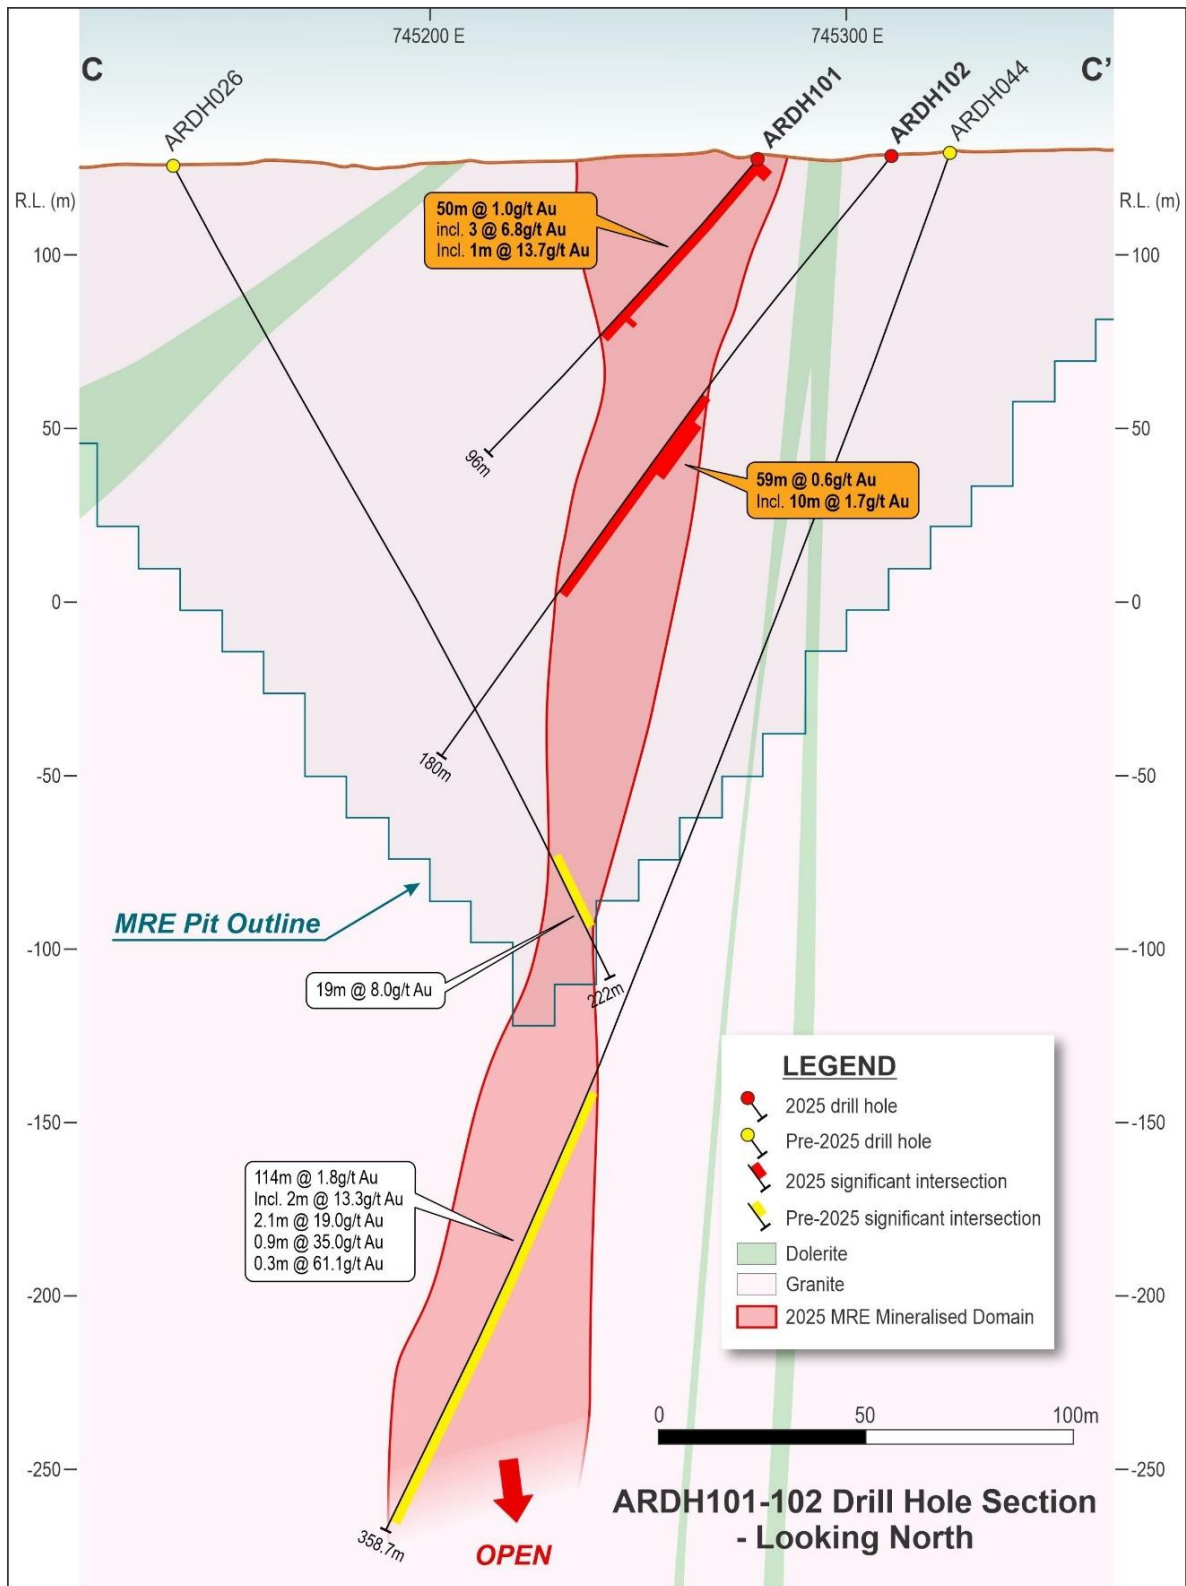 745200 E
745300 E
C
C'
ARDH026
ARDH101
ARDH102
ARDH044
R.L. (m)
R.L. (m)
50m @ 1.0g/t Au
incl. 3 @ 6.8g/t Au
Incl. 1m @ 13.7g/t Au
100
100
50
50
96m
59m @ 0.6g/t Au
Incl. 10m @ 1.7g/t Au
0
0
180m
-50
-50
MRE Pit Outline
-100
-100
19m @ 8.0g/t Au
222m
LEGEND
2025 drill hole
Pre-2025 drill hole
2025 significant intersection
Pre-2025 significant intersection
Dolerite
Granite
2025 MRE Mineralised Domain
-150
-150
114m @ 1.8g/t Au
Incl. 2m @ 13.3g/t Au
2.1m @ 19.0g/t Au
0.9m @ 35.0g/t Au
0.3m @ 61.1g/t Au
-200
-200
0
50
100m
-250
-250
358.7m
OPEN
ARDH101-102 Drill Hole Section
- Looking North